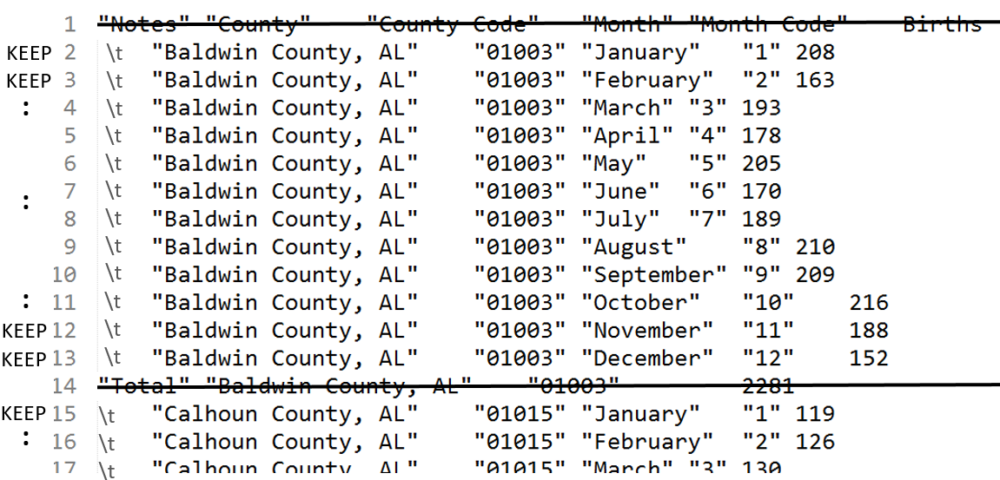 1 "Notes" "County" "County Code" "Month" "Month Code" Births
KEEP 2 \t "Baldwin County, AL" "01003" "January" "1" 208
KEEP 3 \t "Baldwin County, AL" "01003" "February" "2" 163
: 4 \t "Baldwin County, AL" "01003" "March" "3" 193
5 \t "Baldwin County, AL" "01003" "April" "4" 178
6 \t "Baldwin County, AL" "01003" "May" "5" 205
: 7 \t "Baldwin County, AL" "01003" "June" "6" 170
8 \t "Baldwin County, AL" "01003" "July" "7" 189
9 \t "Baldwin County, AL" "01003" "August" "8" 210
10 \t "Baldwin County, AL" "01003" "September" "9" 209
: 11 \t "Baldwin County, AL" "01003" "October" "10" 216
KEEP 12 \t "Baldwin County, AL" "01003" "November" "11" 188
KEEP 13 \t "Baldwin County, AL" "01003" "December" "12" 152
14 "Total" "Baldwin County, AL" "01003" 2281
KEEP 15 \t "Calhoun County, AL" "01015" "January" "1" 119
: 16 \t "Calhoun County, AL" "01015" "February" "2" 126
17 \t "Calhoun County, AL" "01015" "March" "3" 130